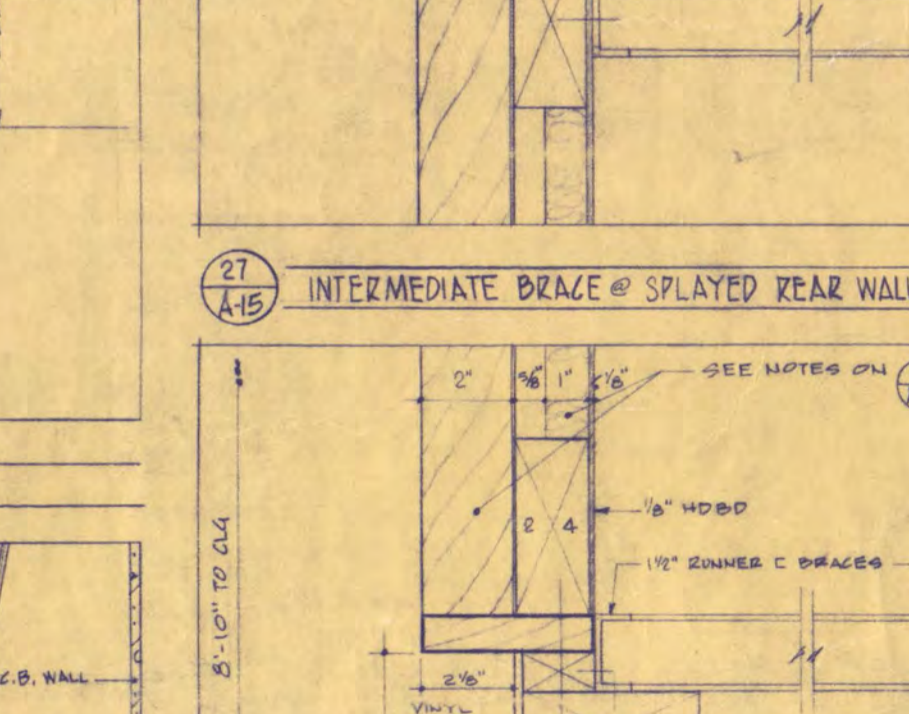 27
A-15
INTERMEDIATE BRACE @ SPLAYED REAR WALL
2" 5/8" 1" 1/8"
SEE NOTES ON
2 4
1/8" HDBD
1 1/2" RUNNER C BRACES
8'-10" TO CLG
C.B. WALL
2 1/8"
VINYL